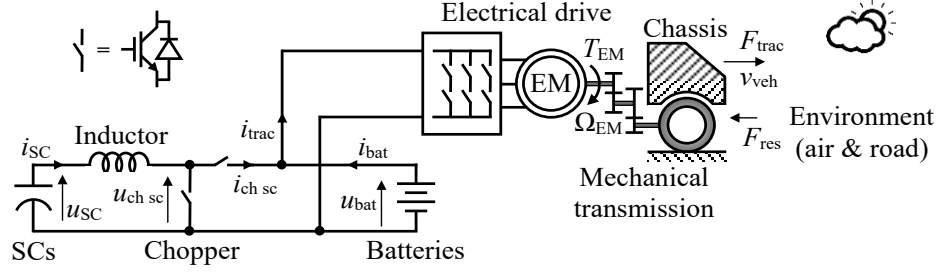 Electrical drive
Chassis
=
T_EM
EM
Ω_EM
F_trac
v_veh
F_res
Environment
(air & road)
Mechanical
transmission
i_trac
Inductor
i_SC
i_bat
i_ch sc
u_SC
u_ch sc
u_bat
SCs
Chopper
Batteries